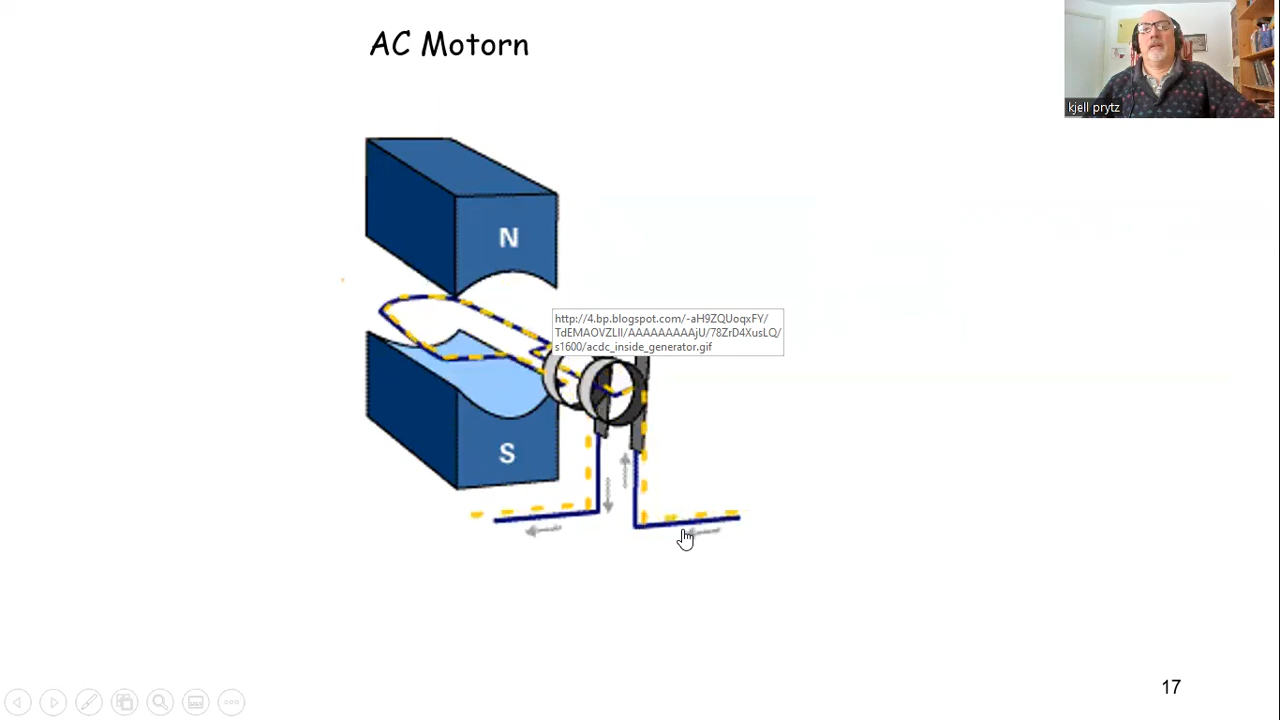 AC Motorn
kjell prytz
N
http://4.bp.blogspot.com/-aH9ZQUoqxFY/
TdEMAOVZLII/AAAAAAAAAjU/78ZrD4XusLQ/
s1600/acdc_inside_generator.gif
S
17